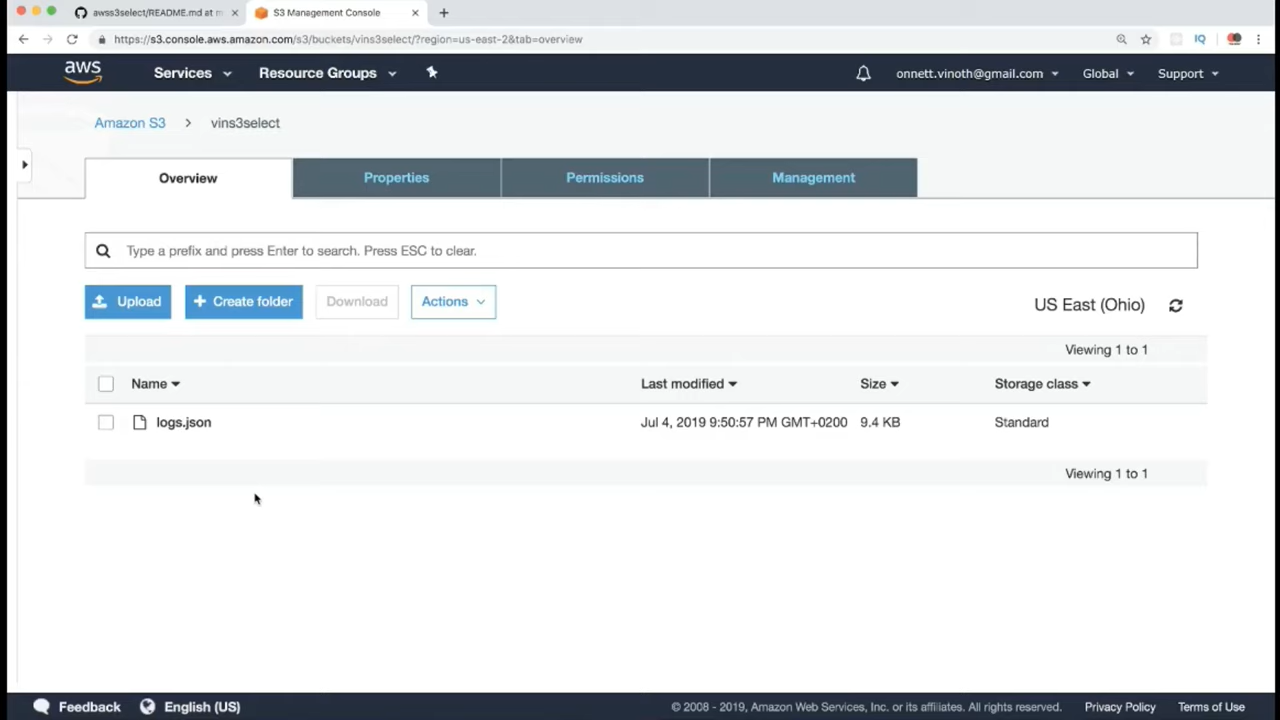 awss3select/README.md at m
S3 Management Console
https://s3.console.aws.amazon.com/s3/buckets/vins3select/?region=us-east-2&tab=overview
IQ
aws Services Resource Groups onnett.vinoth@gmail.com Global Support
Amazon S3 > vins3select
Overview Properties Permissions Management
Type a prefix and press Enter to search. Press ESC to clear.
Upload + Create folder Download Actions US East (Ohio)
Viewing 1 to 1
Name Last modified Size Storage class
logs.json Jul 4, 2019 9:50:57 PM GMT+0200 9.4 KB Standard
Viewing 1 to 1
Feedback English (US) © 2008 - 2019, Amazon Web Services, Inc. or its affiliates. All rights reserved. Privacy Policy Terms of Use